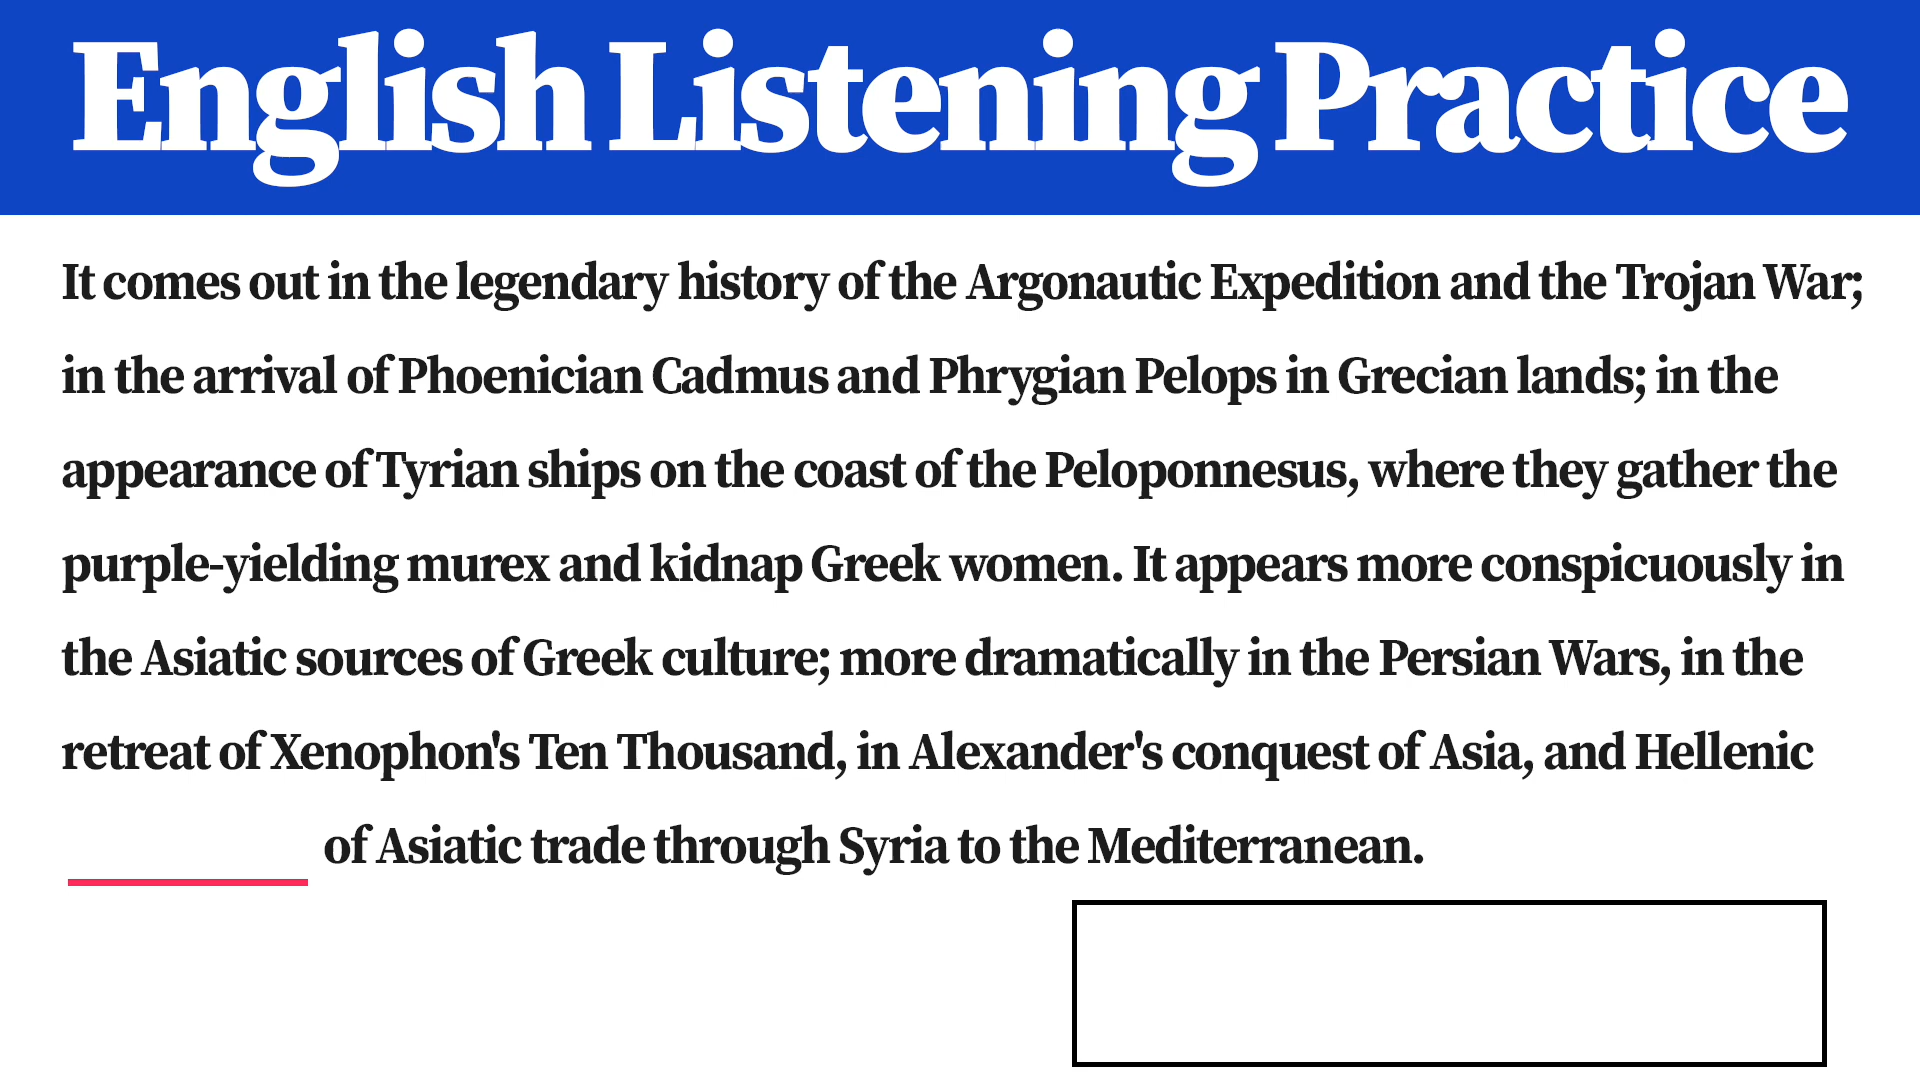 English Listening Practice
It comes out in the legendary history of the Argonautic Expedition and the Trojan War;
in the arrival of Phoenician Cadmus and Phrygian Pelops in Grecian lands; in the
appearance of Tyrian ships on the coast of the Peloponnesus, where they gather the
purple-yielding murex and kidnap Greek women. It appears more conspicuously in
the Asiatic sources of Greek culture; more dramatically in the Persian Wars, in the
retreat of Xenophon's Ten Thousand, in Alexander's conquest of Asia, and Hellenic
of Asiatic trade through Syria to the Mediterranean.